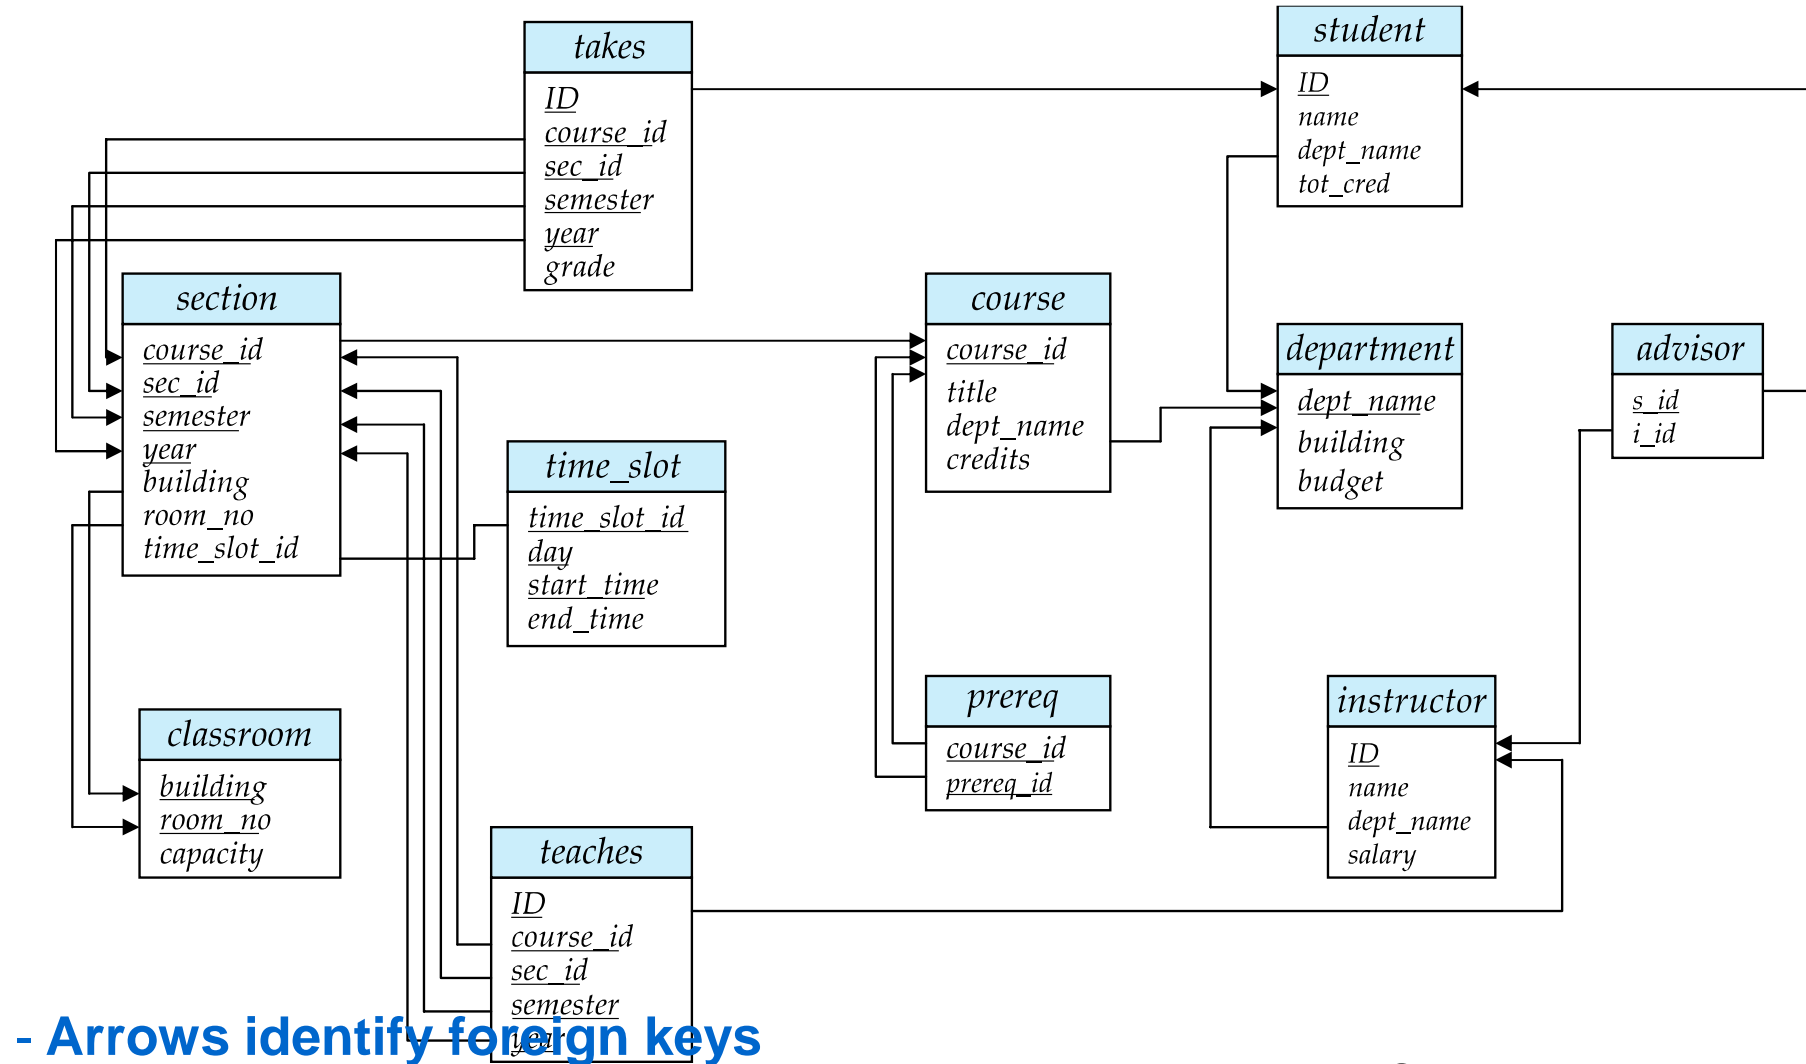 takes
ID
course_id
sec_id
semester
year
grade
student
ID
name
dept_name
tot_cred
section
course_id
sec_id
semester
year
building
room_no
time_slot_id
course
course_id
title
dept_name
credits
department
dept_name
building
budget
advisor
s_id
i_id
time_slot
time_slot_id
day
start_time
end_time
prereq
course_id
prereq_id
instructor
ID
name
dept_name
salary
classroom
building
room_no
capacity
teaches
ID
course_id
sec_id
semester
year
- Arrows identify foreign keys